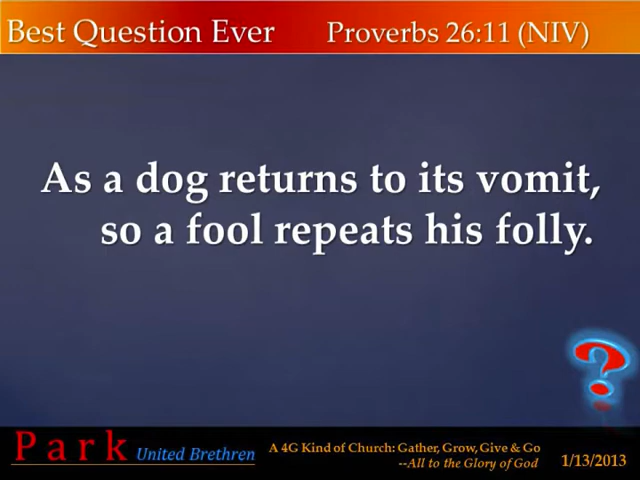 Best Question Ever Proverbs 26:11 (NIV)
As a dog returns to its vomit,
so a fool repeats his folly.
?
Park United Brethren
A 4G Kind of Church: Gather, Grow, Give & Go
--All to the Glory of God
1/13/2013